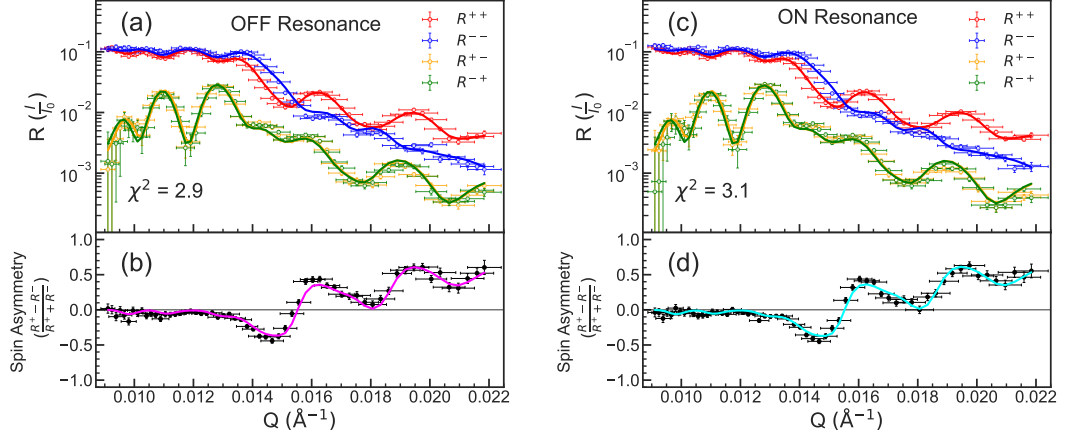 (a) OFF Resonance
R⁺⁺
R⁻⁻
R⁺⁻
R⁻⁺
10⁻¹
10⁻²
10⁻³
R (I/I₀)
χ² = 2.9
(b)
1.0
0.5
0.0
−0.5
−1.0
Spin Asymmetry
(R⁺ − R⁻ / R⁺ + R⁻)
0.010 0.012 0.014 0.016 0.018 0.020 0.022
Q (Å⁻¹)
(c) ON Resonance
R⁺⁺
R⁻⁻
R⁺⁻
R⁻⁺
10⁻¹
10⁻²
10⁻³
R (I/I₀)
χ² = 3.1
(d)
1.0
0.5
0.0
−0.5
−1.0
Spin Asymmetry
(R⁺ − R⁻ / R⁺ + R⁻)
0.010 0.012 0.014 0.016 0.018 0.020 0.022
Q (Å⁻¹)